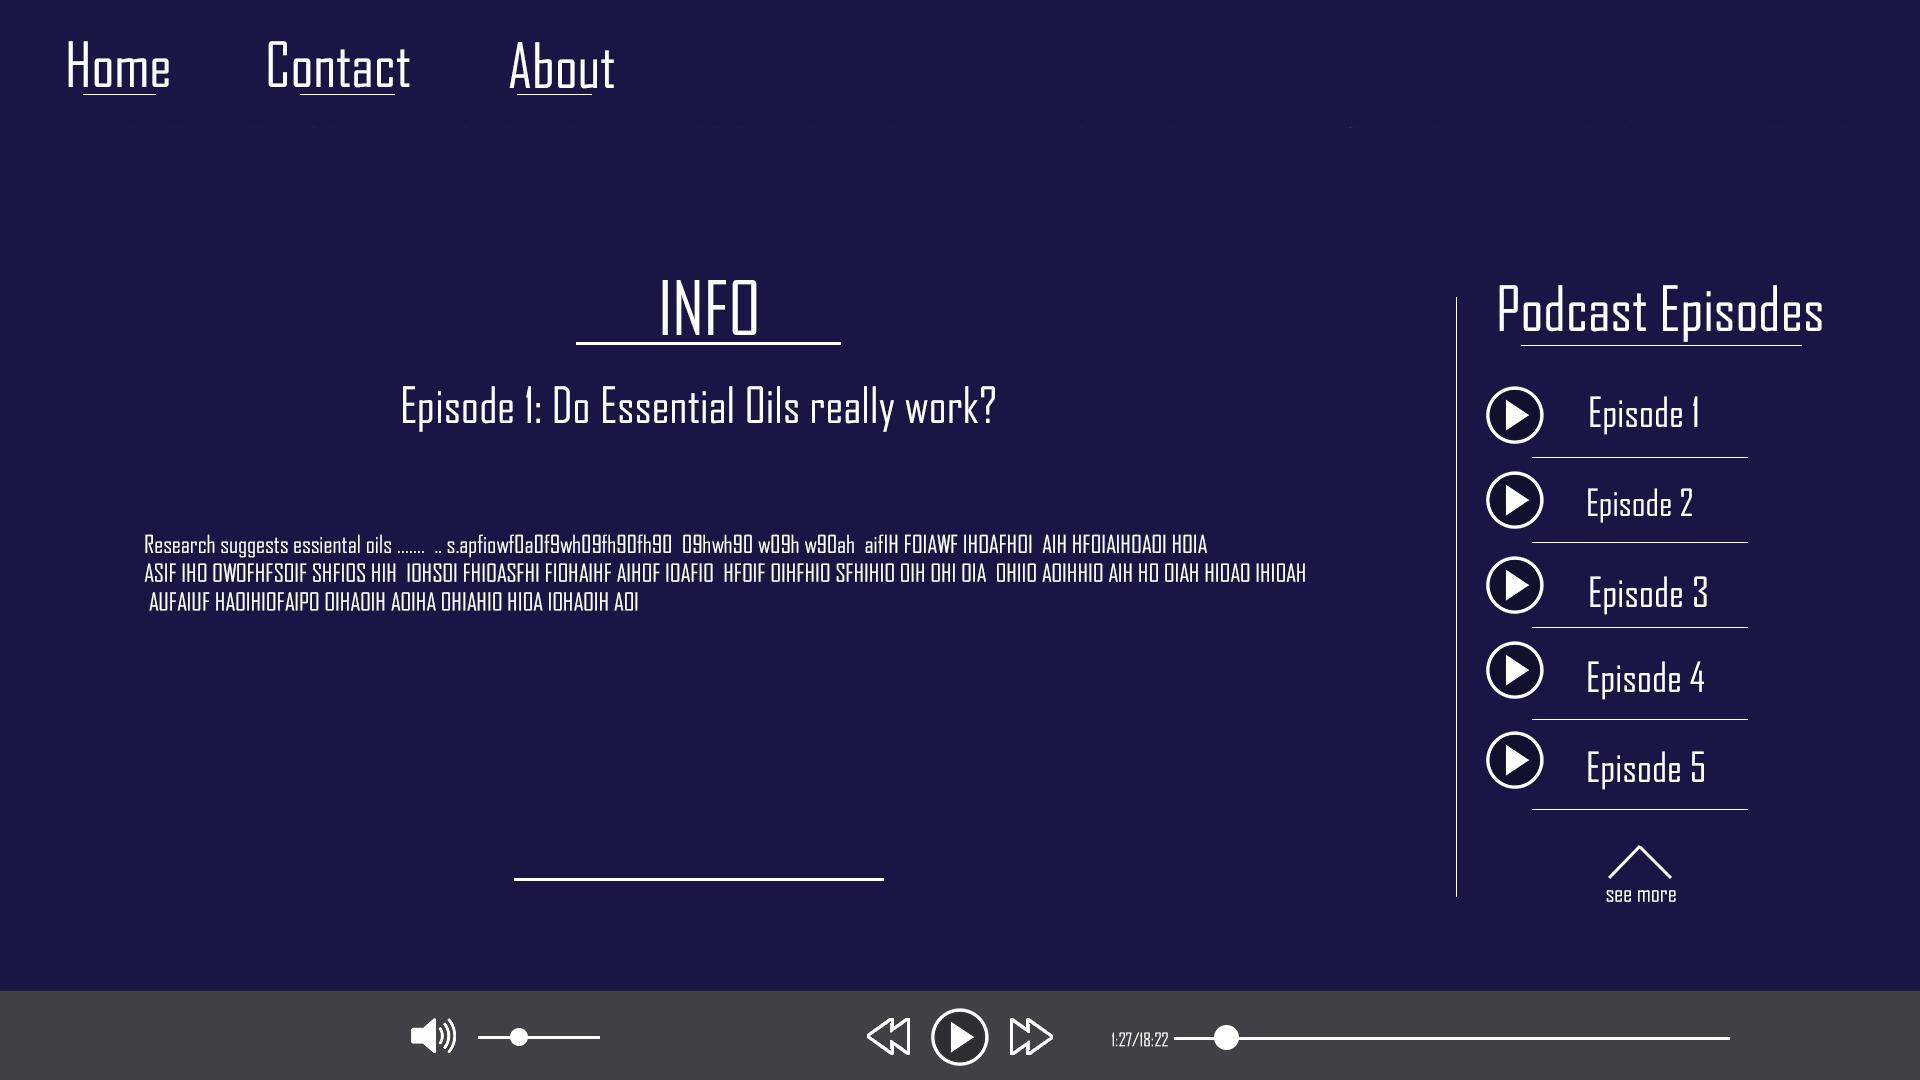 Home Contact About
INFO
Episode 1: Do Essential Oils really work?
Research suggests essiental oils ....... .. s.apfiowf0a0f9wh09fh90fh90 09hwh90 w09h w90ah aifIH FOIAWF IHOAFHOI AIH HFOIAIHOAOI HOIA
ASIF IHO OWOFHFSOIF SHFIOS HIH IOHSOI FHIOASFHI FIOHAIHF AIHOF IOAFIO HFOIF OIHFHIO SFHIHIO OIH OHI OIA OHIIO AOIHHIO AIH HO OIAH HIOAO IHIOAH
AUFAIUF HAOIHIOFAIPO OIHAOIH AOIHA OHIAHIO HIOA IOHAOIH AOI
Podcast Episodes
Episode 1
Episode 2
Episode 3
Episode 4
Episode 5
see more
1:27/18:22